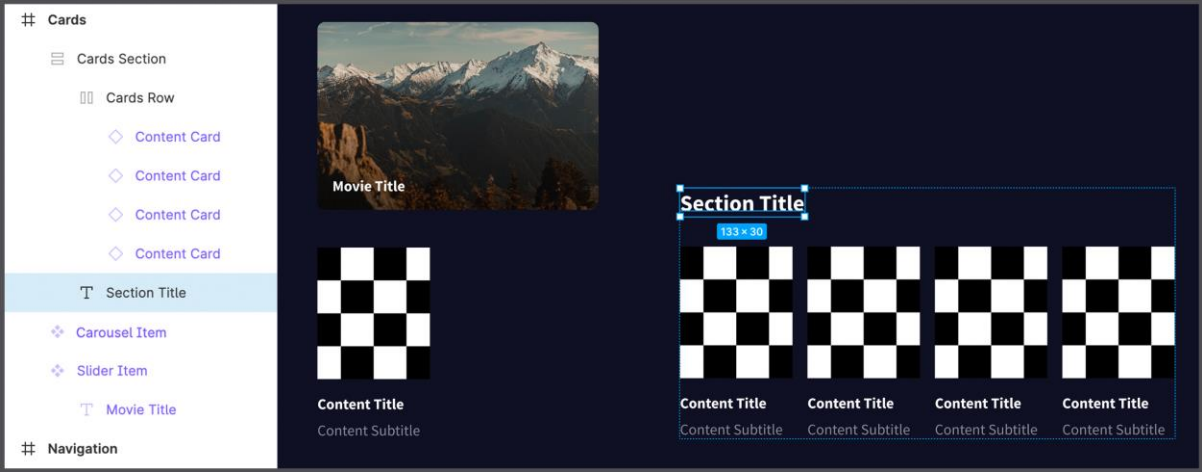 Cards
Cards Section
Cards Row
Content Card
Content Card
Content Card
Content Card
Section Title
Carousel Item
Slider Item
Movie Title
Navigation
Movie Title
Section Title
133 × 30
Content Title
Content Subtitle
Content Title Content Title Content Title Content Title
Content Subtitle Content Subtitle Content Subtitle Content Subtitle